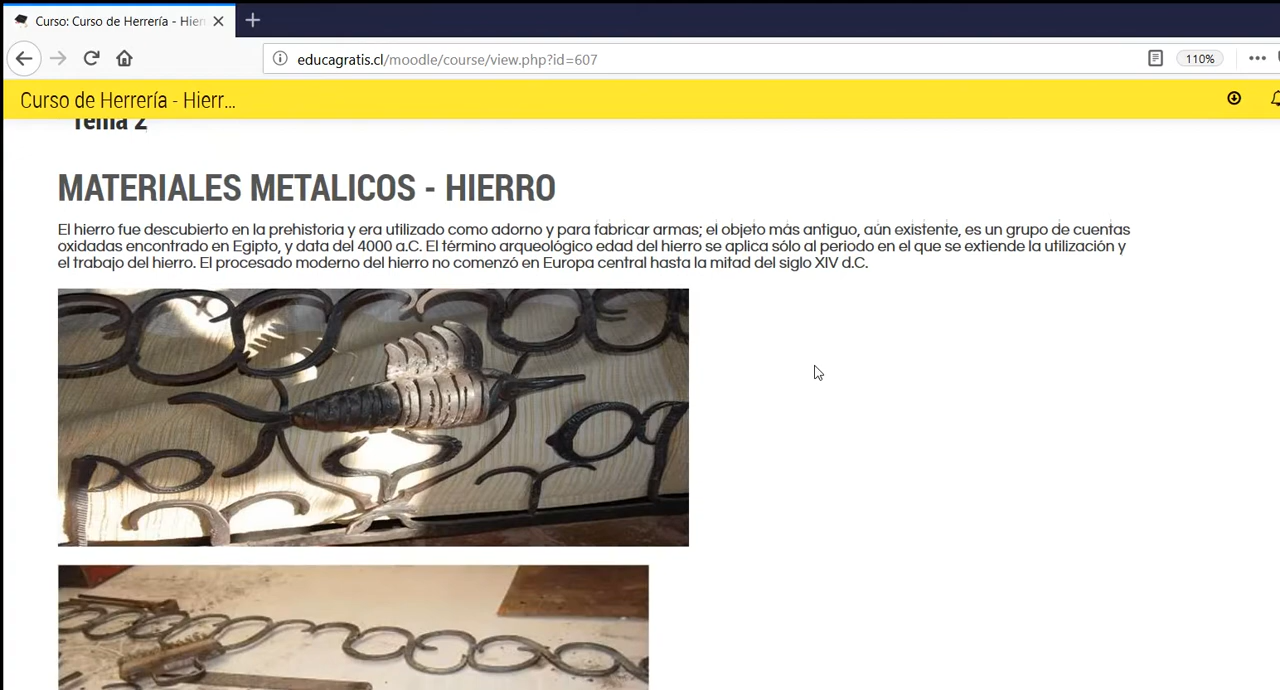 Curso: Curso de Herrería - Hier
educagratis.cl/moodle/course/view.php?id=607
110%
Curso de Herrería - Hierr...
Tema 2
MATERIALES METALICOS - HIERRO
El hierro fue descubierto en la prehistoria y era utilizado como adorno y para fabricar armas; el objeto más antiguo, aún existente, es un grupo de cuentas
oxidadas encontrado en Egipto, y data del 4000 a.C. El término arqueológico edad del hierro se aplica sólo al periodo en el que se extiende la utilización y
el trabajo del hierro. El procesado moderno del hierro no comenzó en Europa central hasta la mitad del siglo XIV d.C.